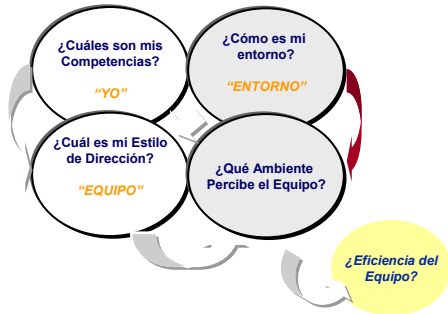 ¿Cuáles son mis
Competencias?
“YO”
¿Cómo es mi
entorno?
“ENTORNO”
¿Cuál es mi Estilo
de Dirección?
“EQUIPO”
¿Qué Ambiente
Percibe el Equipo?
¿Eficiencia del
Equipo?